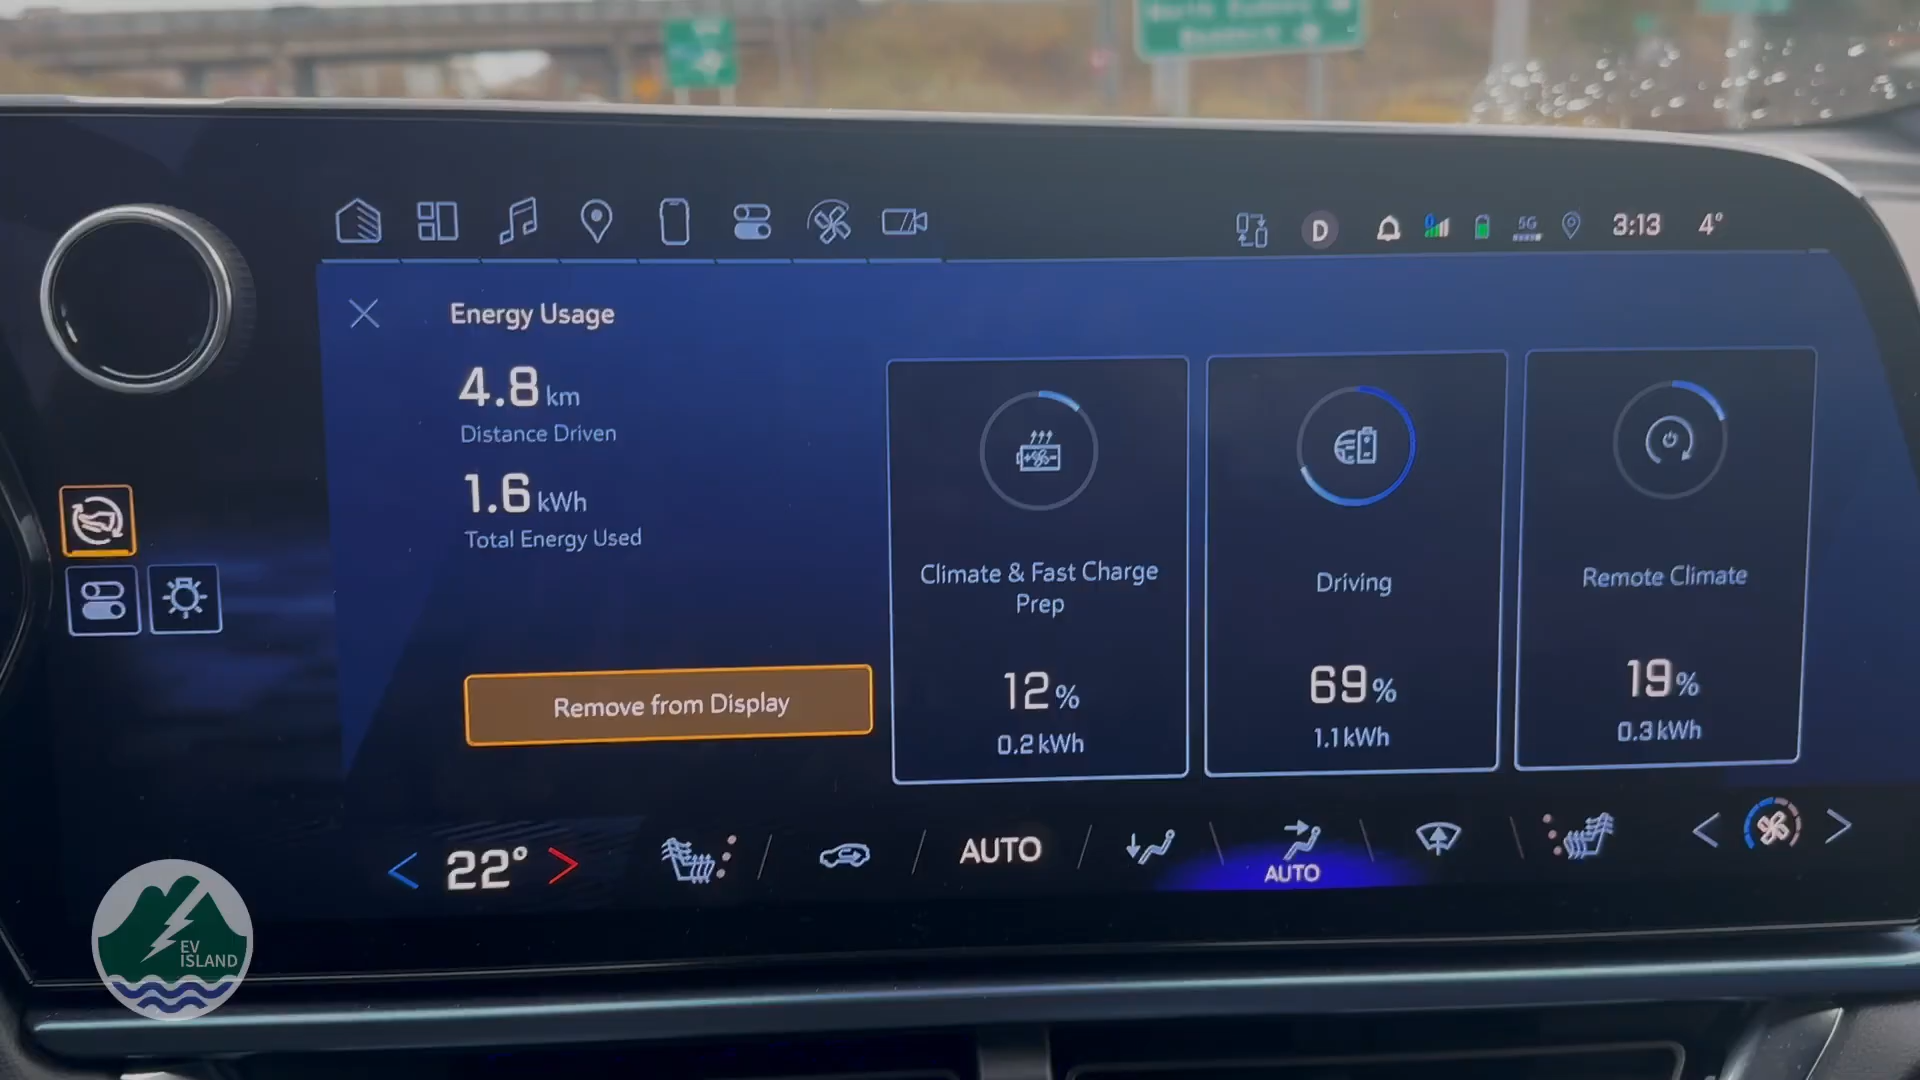 D
5G
3:13
4°
Energy Usage
4.8 km
Distance Driven
1.6 kWh
Total Energy Used
Remove from Display
Climate & Fast Charge
Prep
12%
0.2 kWh
Driving
69%
1.1 kWh
Remote Climate
19%
0.3 kWh
22°
AUTO
AUTO
EV
ISLAND